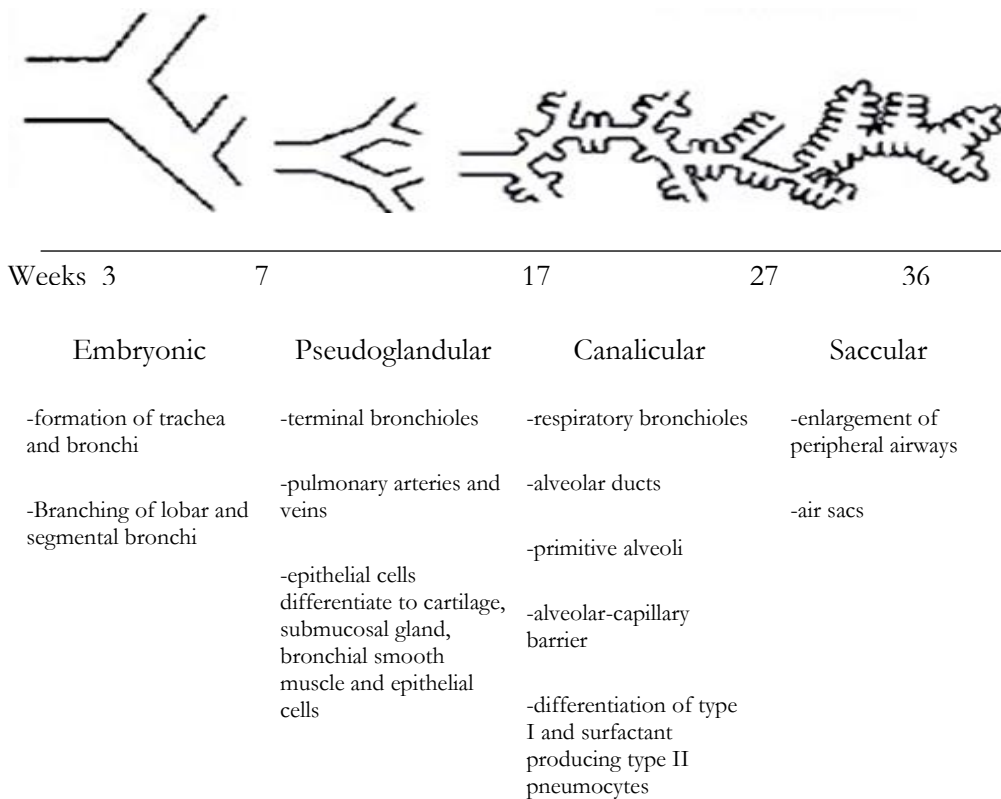 Weeks 3 7 17 27 36
Embryonic
-formation of trachea
and bronchi
-Branching of lobar and
segmental bronchi
Pseudoglandular
-terminal bronchioles
-pulmonary arteries and
veins
-epithelial cells
differentiate to cartilage,
submucosal gland,
bronchial smooth
muscle and epithelial
cells
Canalicular
-respiratory bronchioles
-alveolar ducts
-primitive alveoli
-alveolar-capillary
barrier
-differentiation of type
I and surfactant
producing type II
pneumocytes
Saccular
-enlargement of
peripheral airways
-air sacs